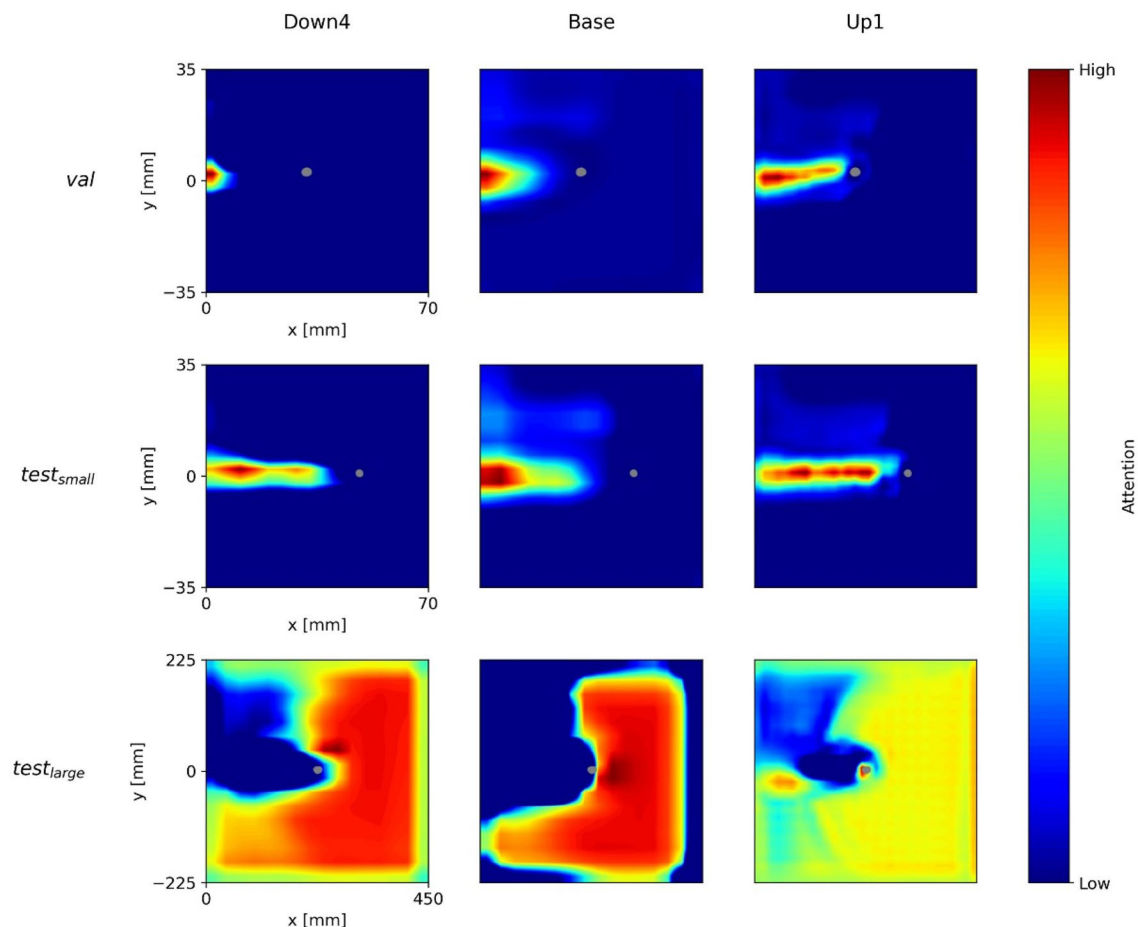 Down4 Base Up1
val
35
0
−35
y [mm]
0 70
x [mm]
test_small
35
0
−35
y [mm]
0 70
x [mm]
test_large
225
0
−225
y [mm]
0 450
x [mm]
High
Attention
Low